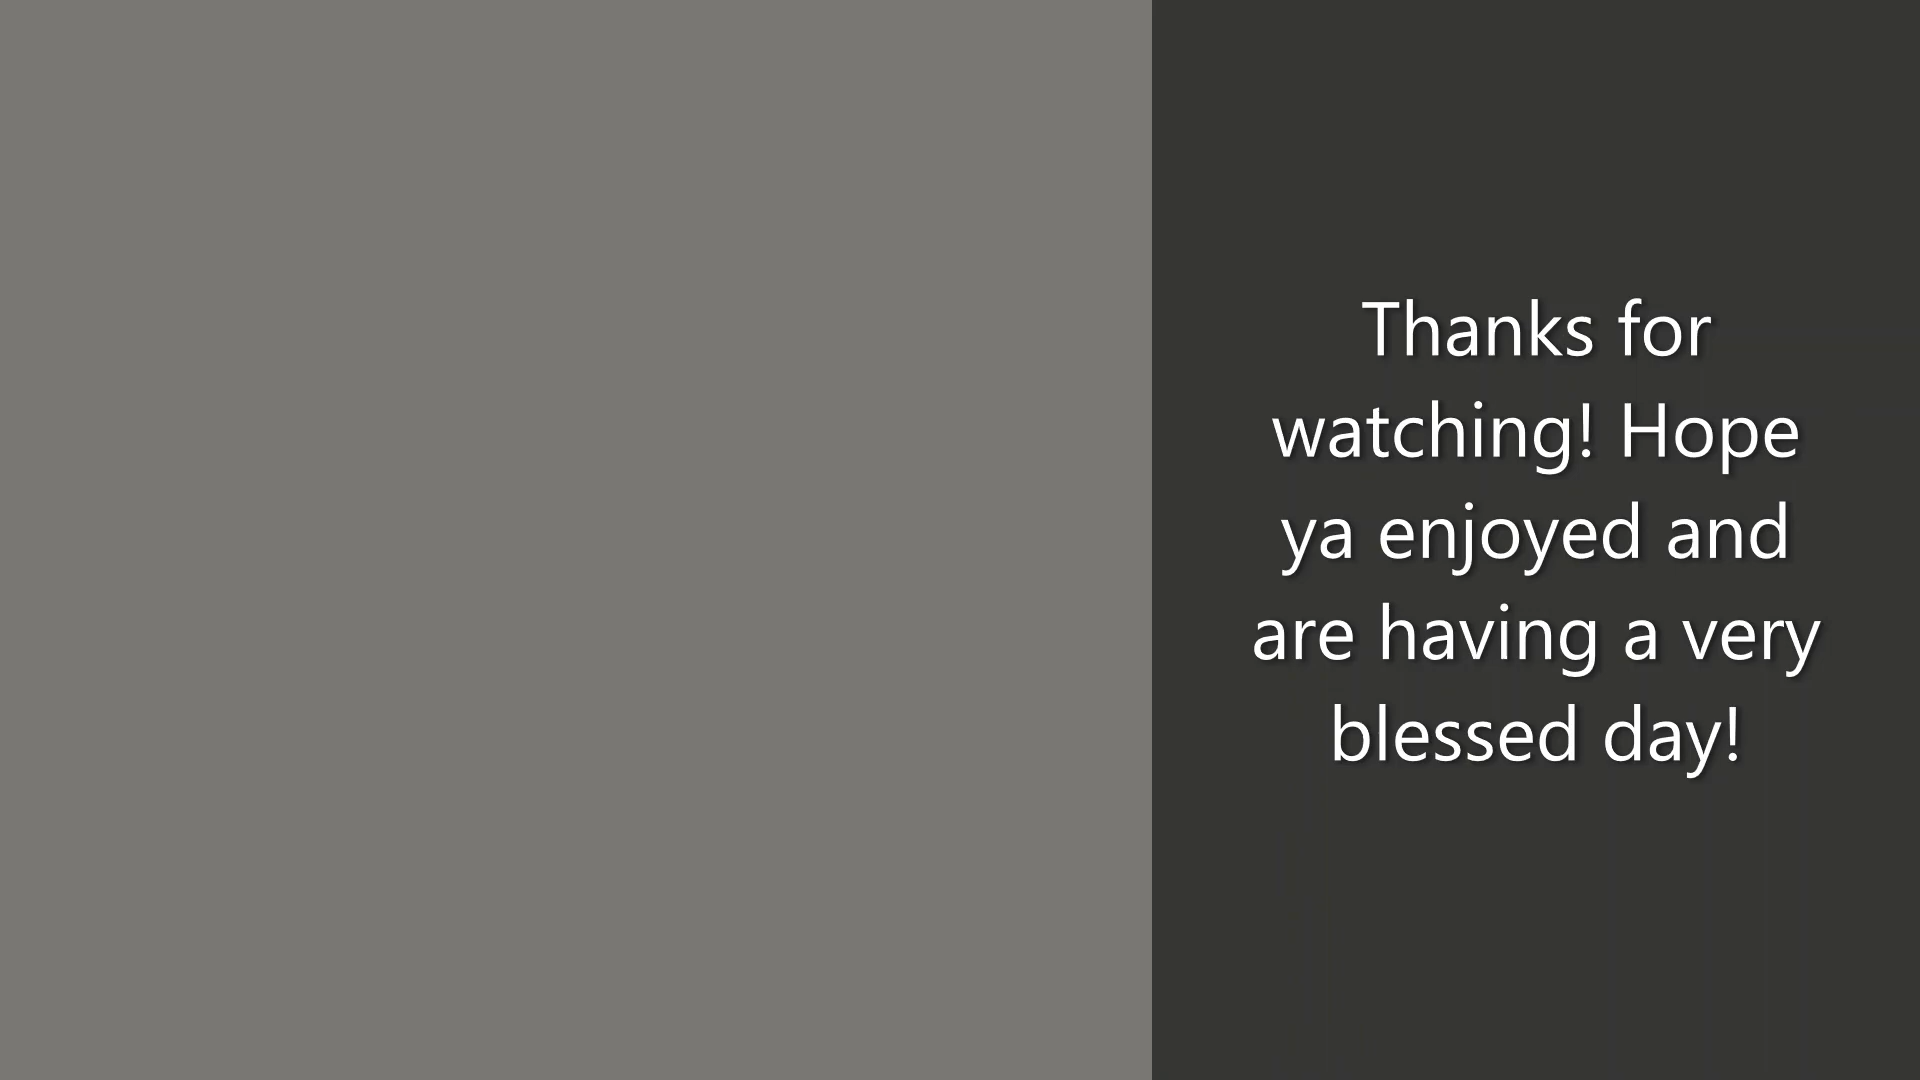 Thanks for
watching! Hope
ya enjoyed and
are having a very
blessed day!